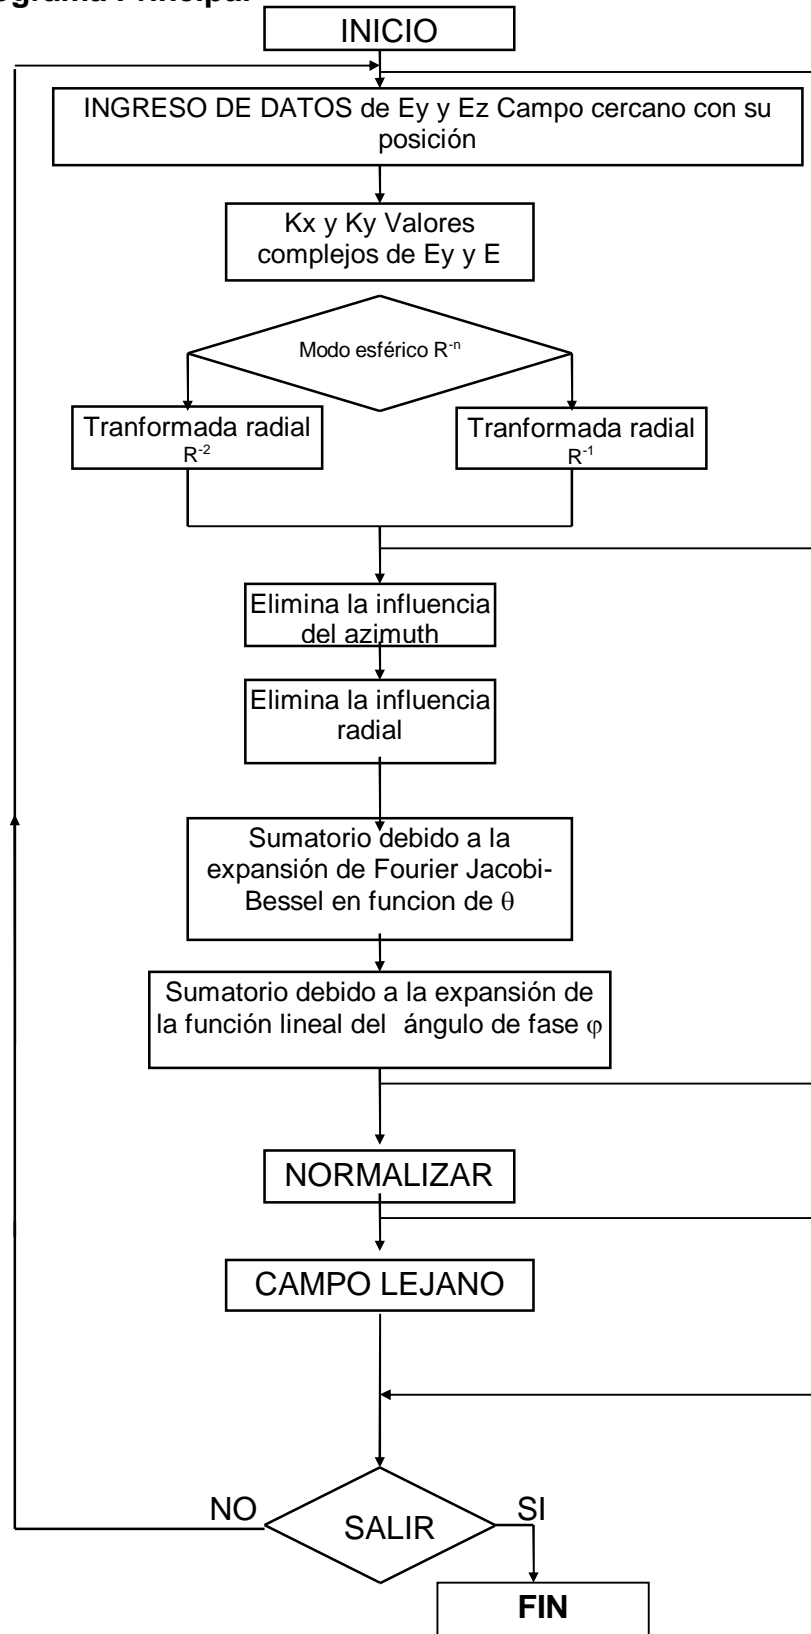 INICIO
INGRESO DE DATOS de Ey y Ez Campo cercano con su
posición
Kx y Ky Valores
complejos de Ey y E
Modo esférico R-n
Tranformada radial
R-2
Tranformada radial
R-1
Elimina la influencia
del azimuth
Elimina la influencia
radial
Sumatorio debido a la
expansión de Fourier Jacobi-
Bessel en funcion de θ
Sumatorio debido a la expansión de
la función lineal del ángulo de fase φ
NORMALIZAR
CAMPO LEJANO
NO
SALIR
SI
FIN